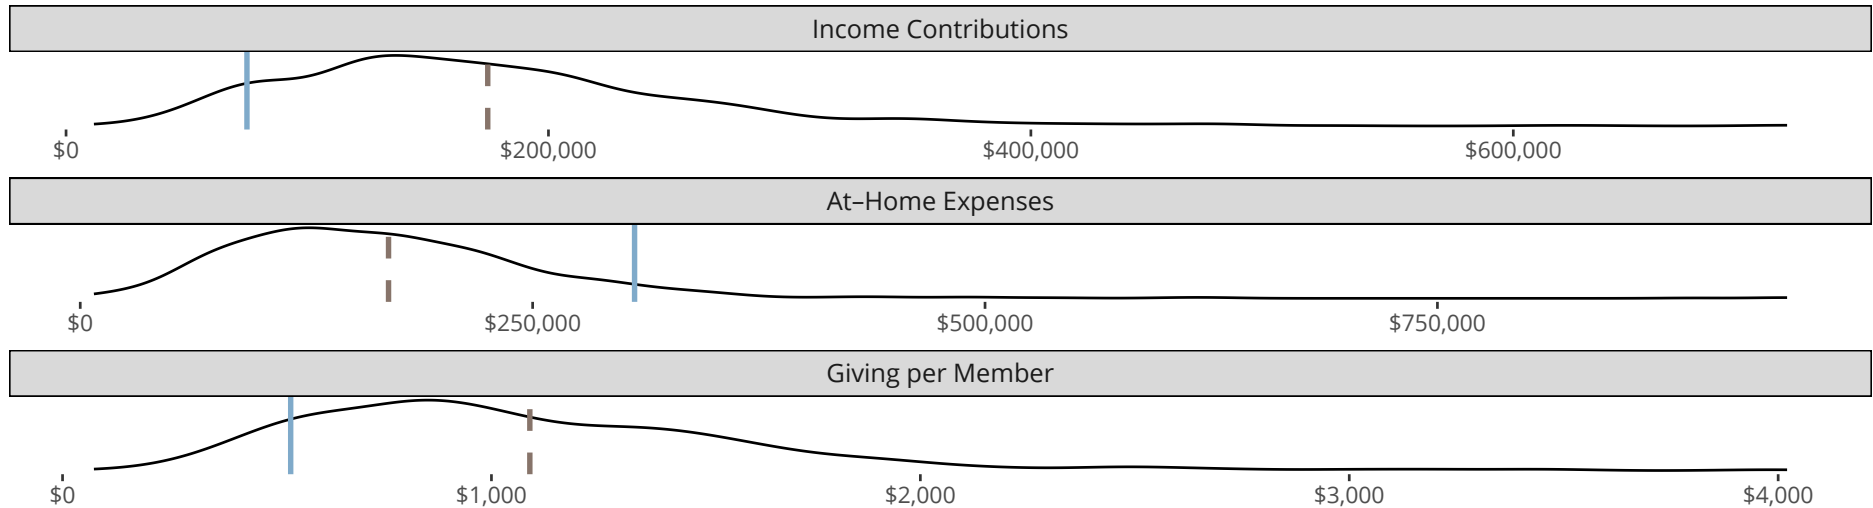 Income Contributions
$0 $200,000 $400,000 $600,000
At–Home Expenses
$0 $250,000 $500,000 $750,000
Giving per Member
$0 $1,000 $2,000 $3,000 $4,000